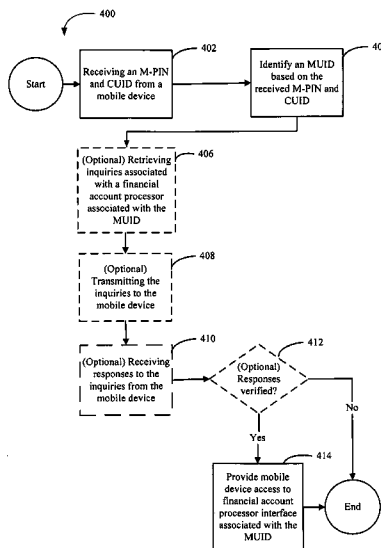 400
402
40
Start
Receiving an M-PIN
and CUID from a
mobile device
Identify an MUID
based on the
received M-PIN and
CUID
406
(Optional) Retrieving
inquiries associated
with a financial
account processor
associated with the
MUID
408
(Optional)
Transmitting the
inquiries to the
mobile device
410
(Optional) Receiving
responses to the
inquiries from the
mobile device
412
(Optional)
Responses
verified?
No
Yes
414
Provide mobile
device access to
financial account
processor interface
associated with the
MUID
End